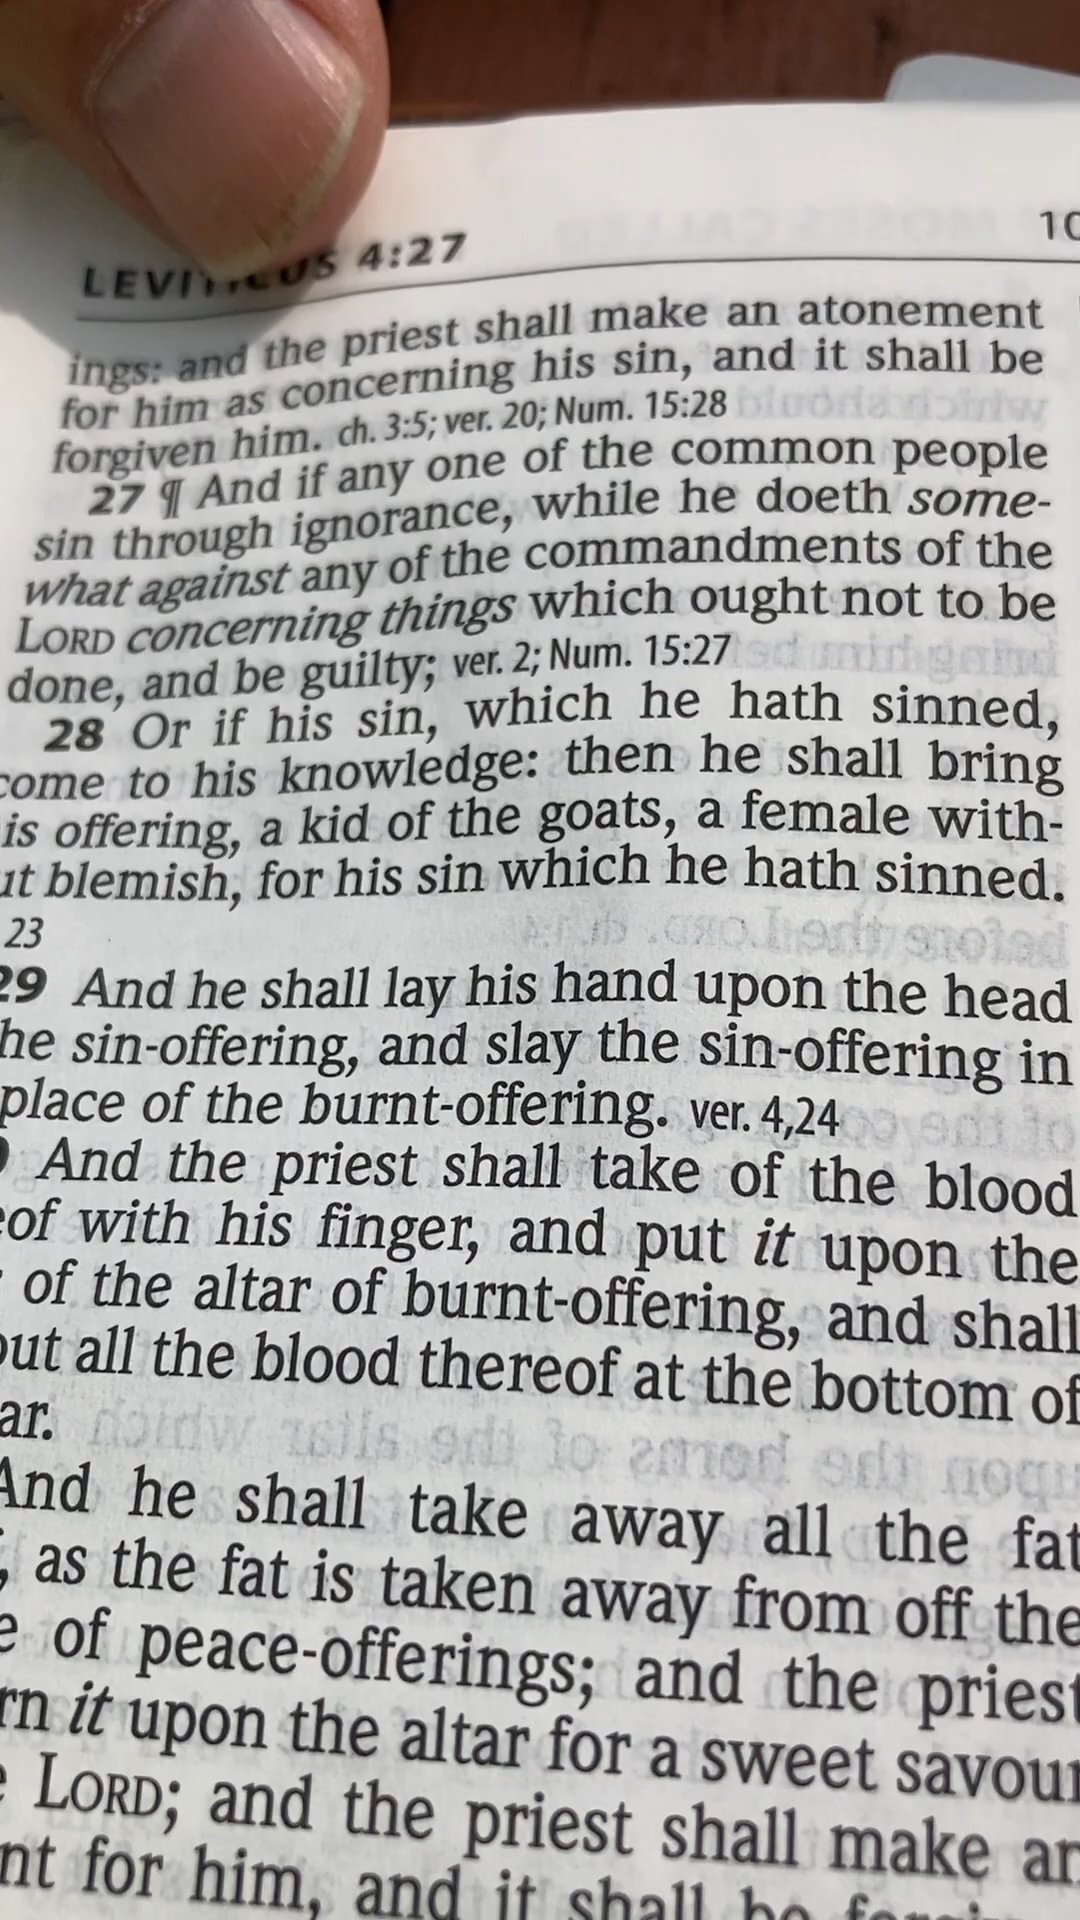 LEVITICUS 4:27
10
ings: and the priest shall make an atonement
for him as concerning his sin, and it shall be
forgiven him. ch. 3:5; ver. 20; Num. 15:28
27 ¶ And if any one of the common people
sin through ignorance, while he doeth some-
what against any of the commandments of the
LORD concerning things which ought not to be
done, and be guilty; ver. 2; Num. 15:27
28 Or if his sin, which he hath sinned,
come to his knowledge: then he shall bring
is offering, a kid of the goats, a female with-
ut blemish, for his sin which he hath sinned.
23
29 And he shall lay his hand upon the head
he sin-offering, and slay the sin-offering in
place of the burnt-offering. ver. 4,24
And the priest shall take of the blood
eof with his finger, and put it upon the
of the altar of burnt-offering, and shall
out all the blood thereof at the bottom of
ar.
And he shall take away all the fat
, as the fat is taken away from off the
e of peace-offerings; and the priest
rn it upon the altar for a sweet savour
LORD; and the priest shall make an
nt for him, and it shall be